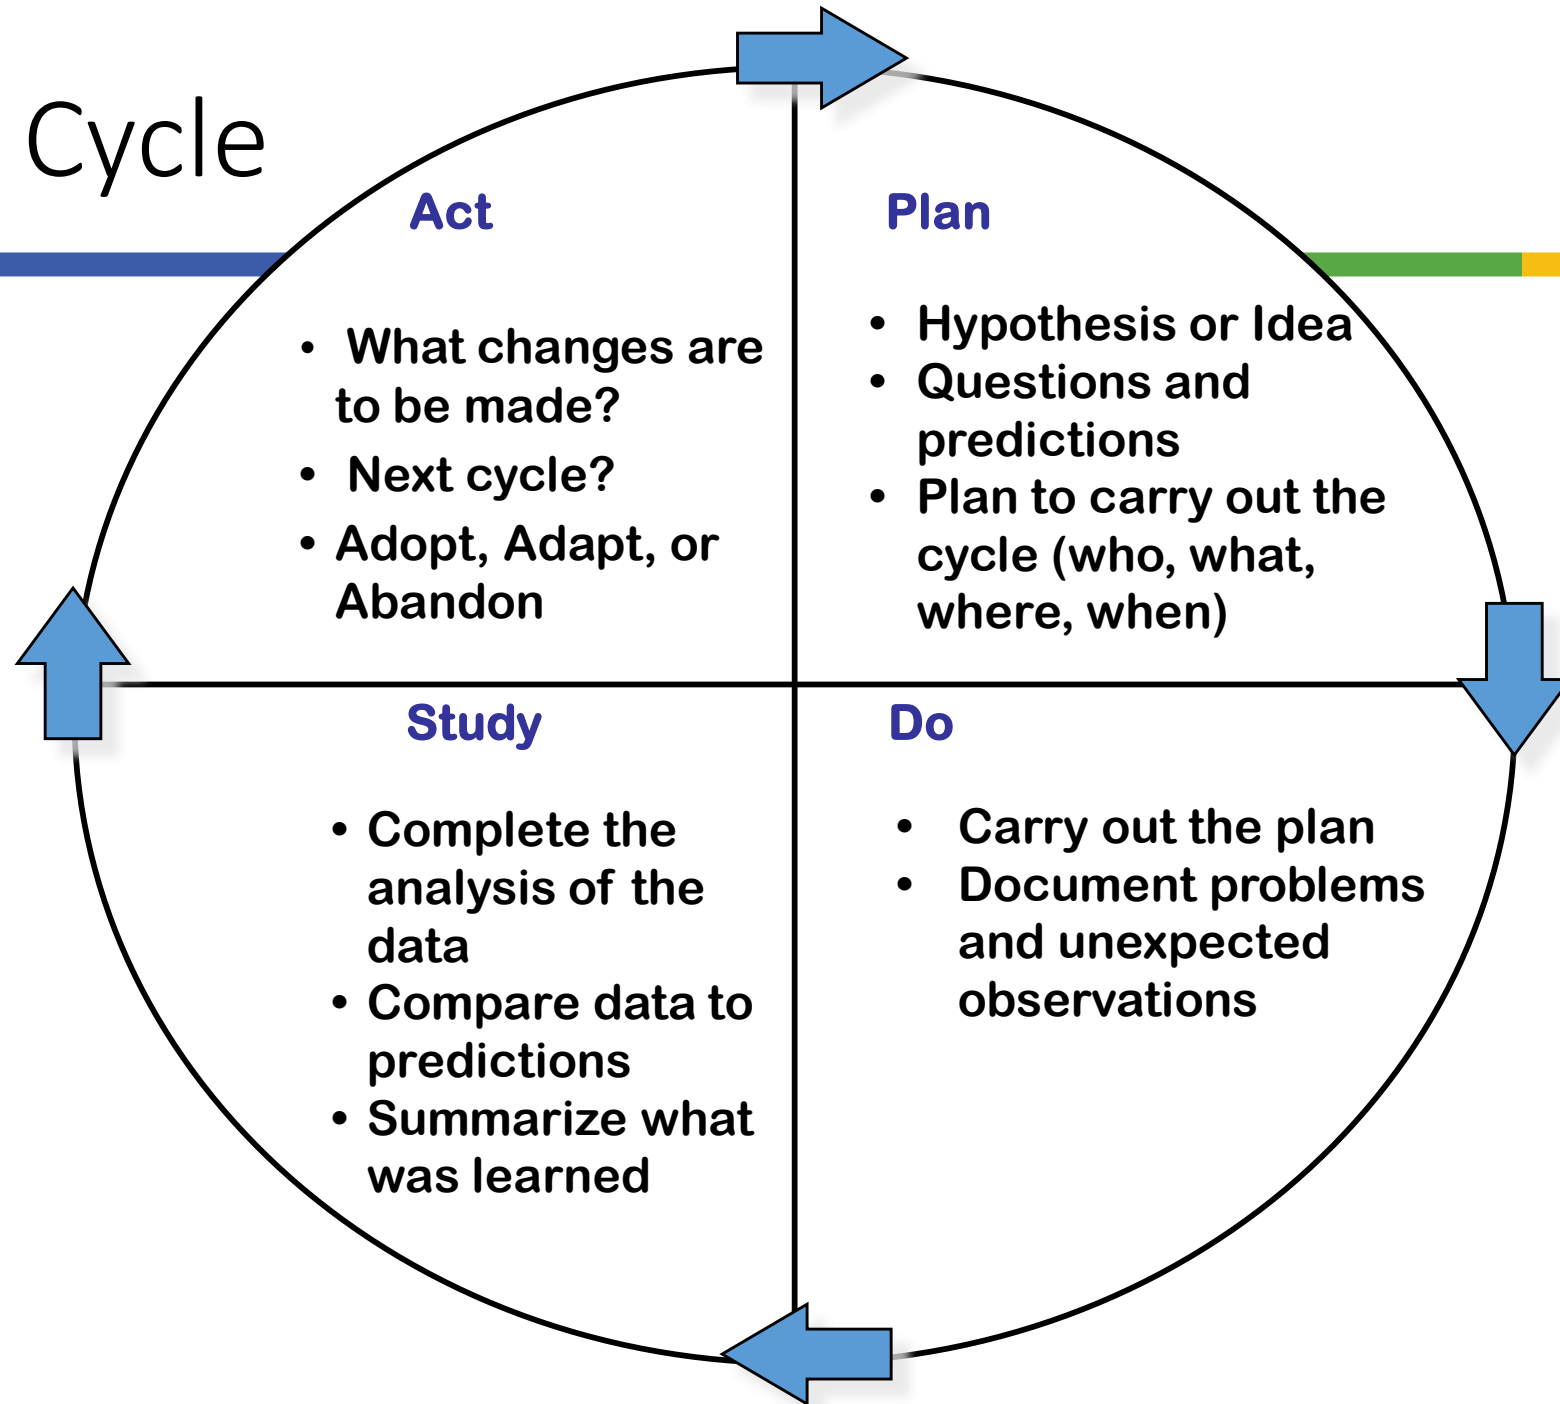 Cycle
Act
• What changes are
to be made?
• Next cycle?
• Adopt, Adapt, or
Abandon
Plan
• Hypothesis or Idea
• Questions and
predictions
• Plan to carry out the
cycle (who, what,
where, when)
Study
• Complete the
analysis of the
data
• Compare data to
predictions
• Summarize what
was learned
Do
• Carry out the plan
• Document problems
and unexpected
observations